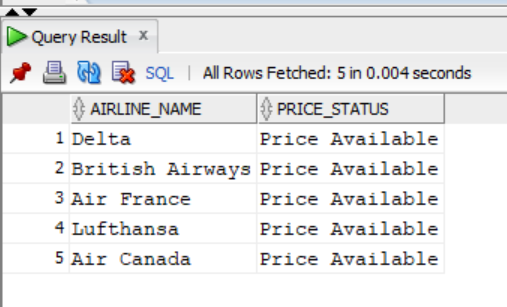 Query Result x
SQL | All Rows Fetched: 5 in 0.004 seconds
AIRLINE_NAME PRICE_STATUS
1 Delta Price Available
2 British Airways Price Available
3 Air France Price Available
4 Lufthansa Price Available
5 Air Canada Price Available